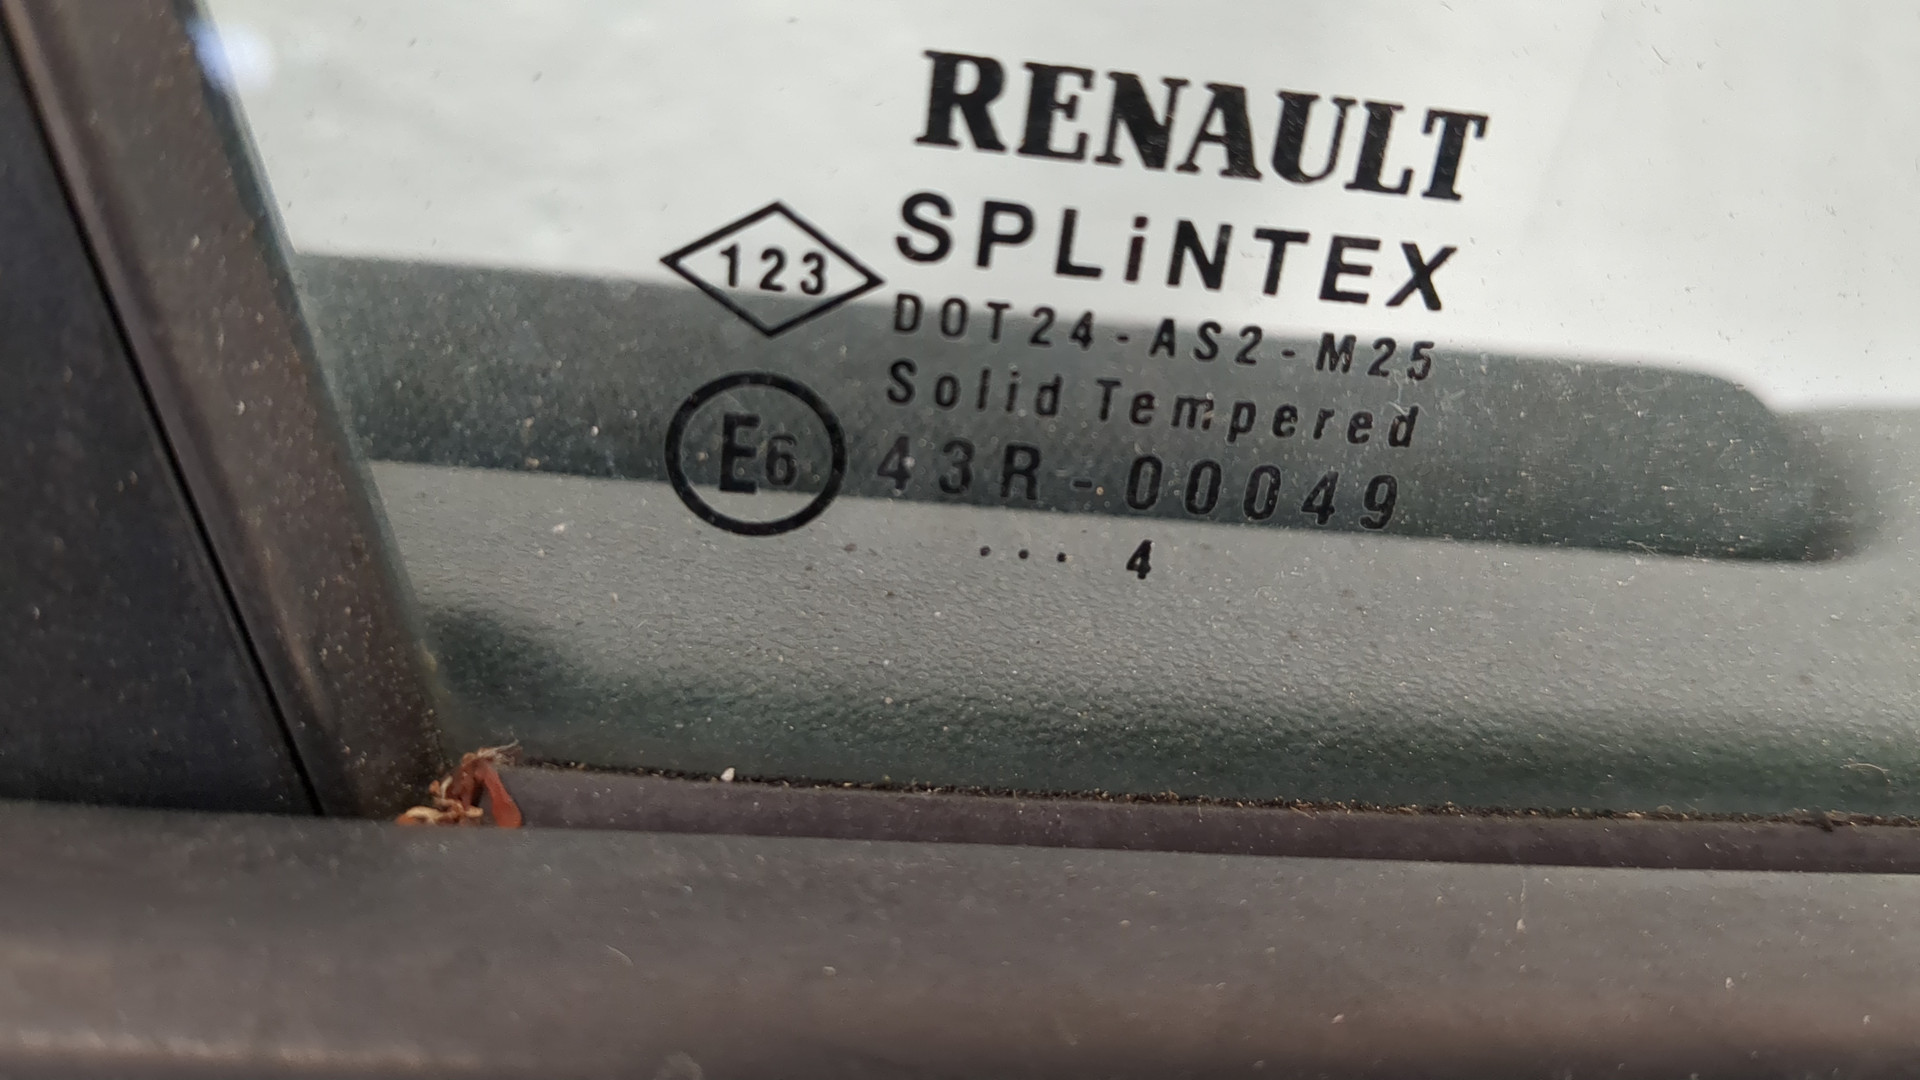 RENAULT
SPLiNTEX
123
DOT24-AS2-M25
Solid Tempered
E6 43R-00049
... 4